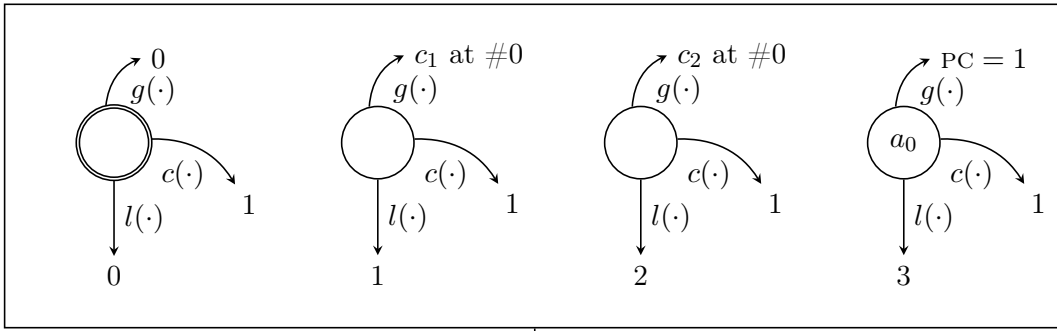 0 c₁ at #0 c₂ at #0 PC = 1
g(·) g(·) g(·) g(·)
a₀
c(·) c(·) c(·) c(·)
1 1 1 1
l(·) l(·) l(·) l(·)
0 1 2 3